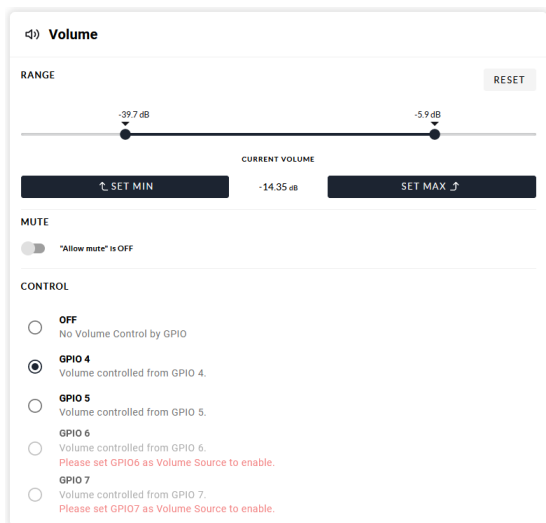 Volume
RANGE
RESET
-39.7 dB
-5.9 dB
CURRENT VOLUME
SET MIN
-14.35 dB
SET MAX
MUTE
"Allow mute" is OFF
CONTROL
OFF
No Volume Control by GPIO
GPIO 4
Volume controlled from GPIO 4.
GPIO 5
Volume controlled from GPIO 5.
GPIO 6
Volume controlled from GPIO 6.
Please set GPIO6 as Volume Source to enable.
GPIO 7
Volume controlled from GPIO 7.
Please set GPIO7 as Volume Source to enable.